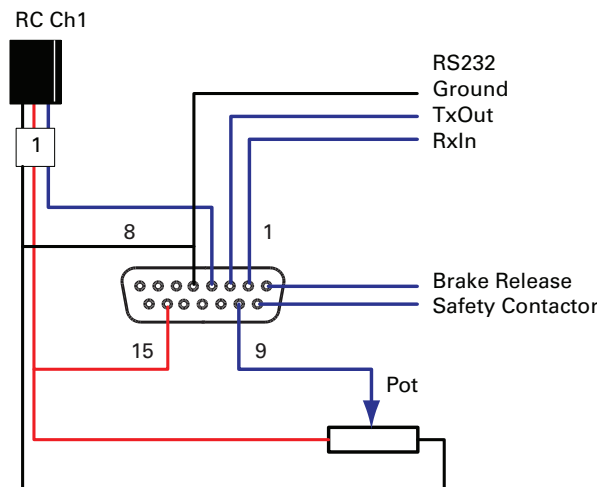 RC Ch1
RS232
Ground
TxOut
RxIn
1
8
1
Brake Release
Safety Contactor
15
9
Pot